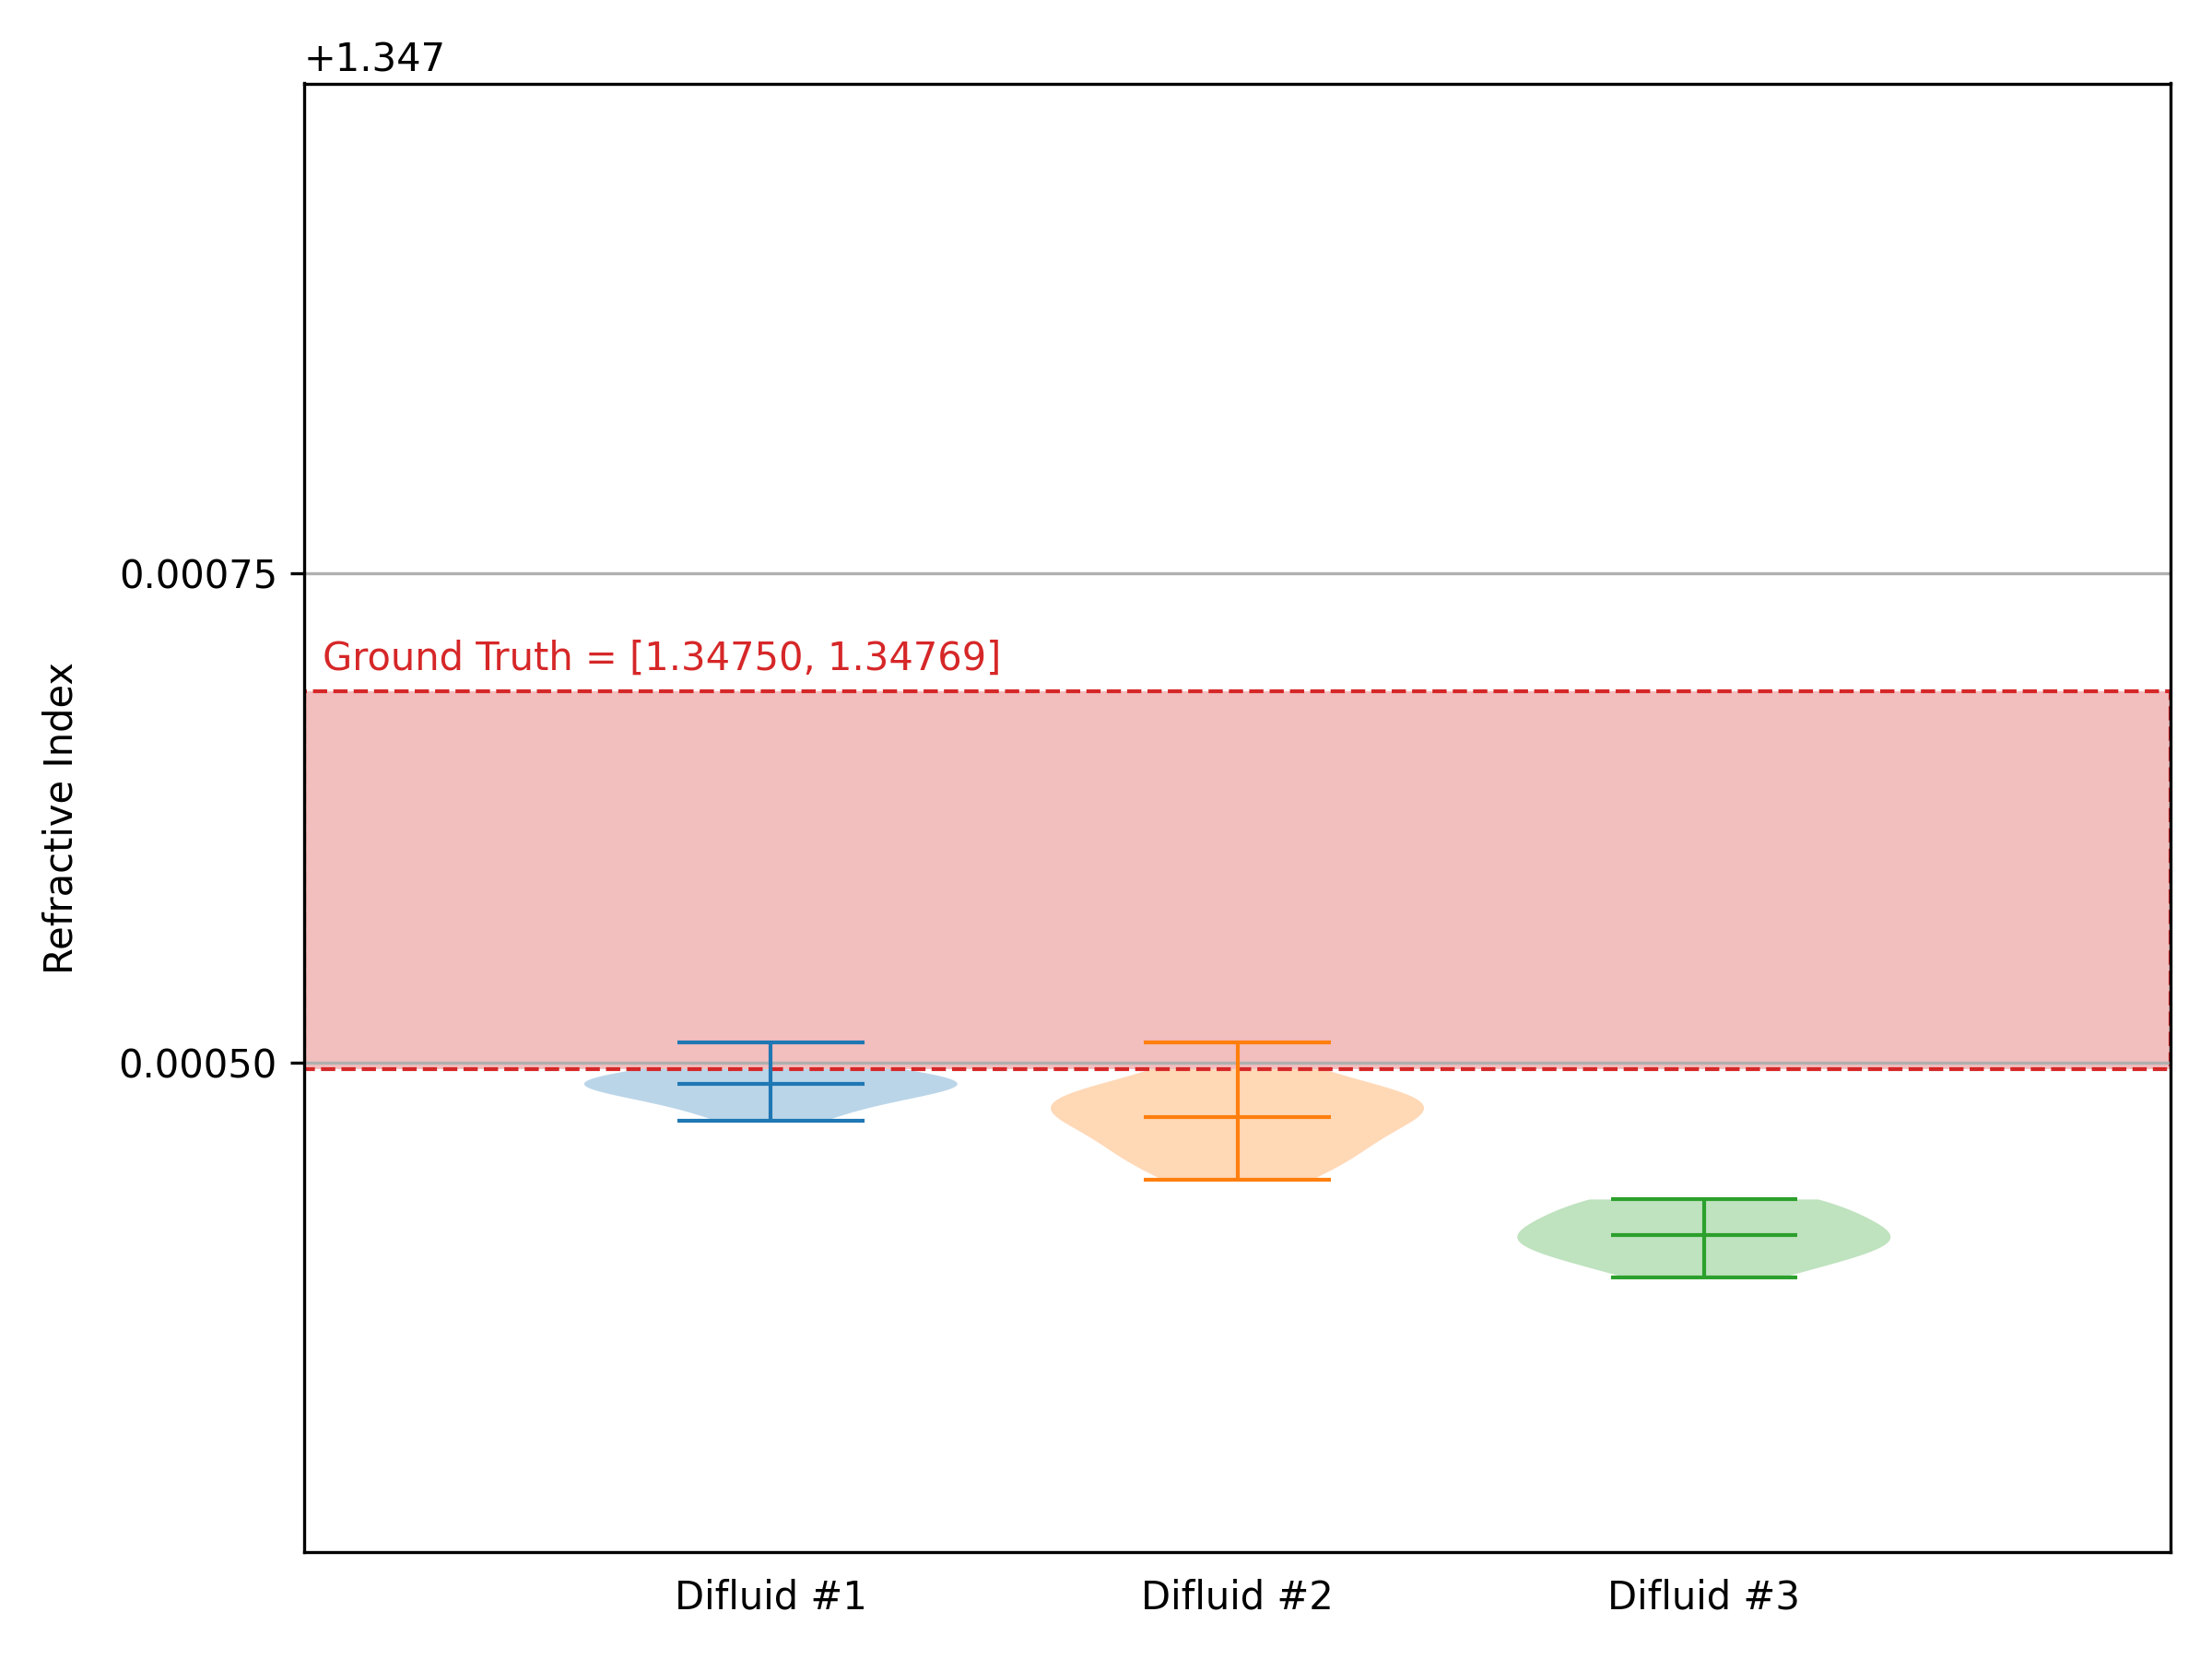 +1.347
0.00075
Ground Truth = [1.34750, 1.34769]
Refractive Index
0.00050
Difluid #1
Difluid #2
Difluid #3